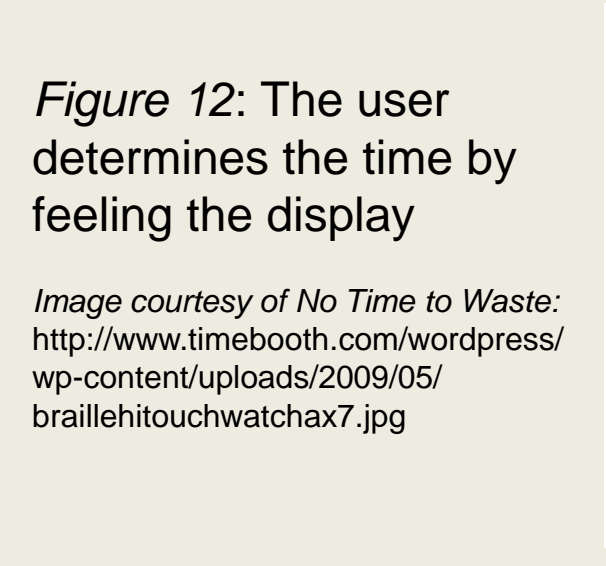 Figure 12: The user
determines the time by
feeling the display
Image courtesy of No Time to Waste:
http://www.timebooth.com/wordpress/
wp-content/uploads/2009/05/
braillehitouchwatchax7.jpg